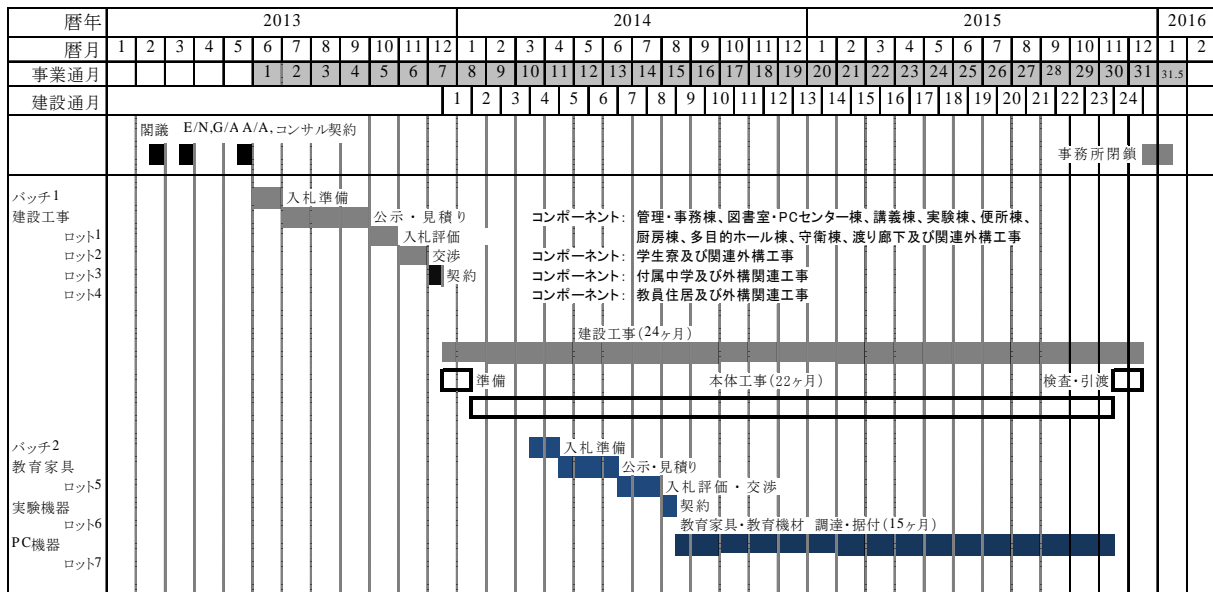 暦年 2013 2014 2015 2016
暦月 1 2 3 4 5 6 7 8 9 10 11 12 1 2 3 4 5 6 7 8 9 10 11 12 1 2 3 4 5 6 7 8 9 10 11 12 1 2
事業通月 1 2 3 4 5 6 7 8 9 10 11 12 13 14 15 16 17 18 19 20 21 22 23 24 25 26 27 28 29 30 31 31.5
建設通月 1 2 3 4 5 6 7 8 9 10 11 12 13 14 15 16 17 18 19 20 21 22 23 24
閣議 E/N,G/A A/A, コンサル契約
事務所閉鎖
バッチ1 入札準備
建設工事 公示・見積り コンポーネント: 管理・事務棟、図書室・PCセンター棟、講義棟、実験棟、便所棟、
ロット1 入札評価 厨房棟、多目的ホール棟、守衛棟、渡り廊下及び関連外構工事
ロット2 交渉 コンポーネント: 学生寮及び関連外構工事
ロット3 契約 コンポーネント: 付属中学及び外構関連工事
ロット4 コンポーネント: 教員住居及び外構関連工事
建設工事(24ヶ月)
準備 本体工事(22ヶ月) 検査・引渡
バッチ2 入札準備
教育家具 公示・見積り
ロット5 入札評価・交渉
実験機器 契約
ロット6 教育家具・教育機材 調達・据付(15ヶ月)
PC機器
ロット7